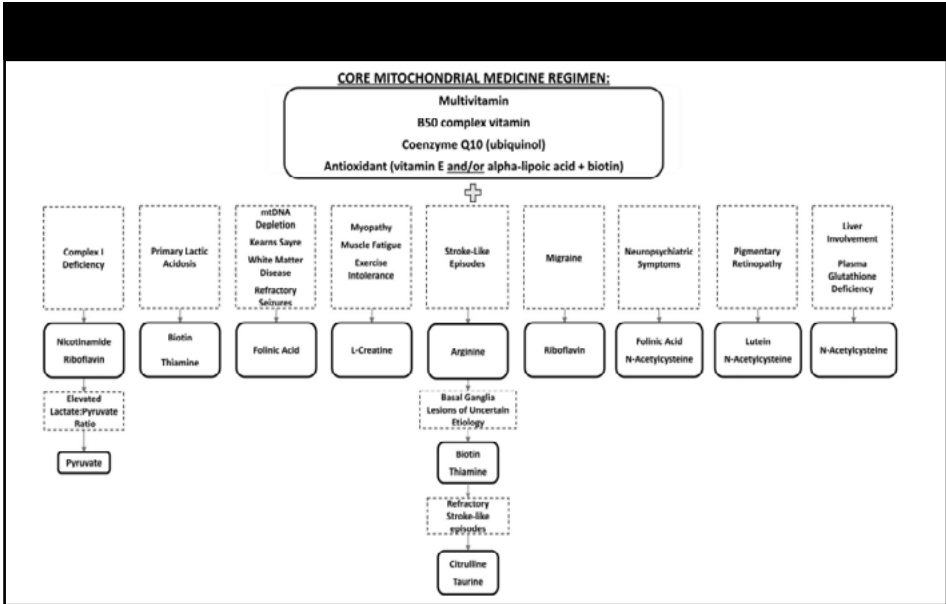 CORE MITOCHONDRIAL MEDICINE REGIMEN:
Multivitamin
B50 complex vitamin
Coenzyme Q10 (ubiquinol)
Antioxidant (vitamin E and/or alpha-lipoic acid + biotin)
Complex I
Deficiency
Primary Lactic
Acidosis
mtDNA
Depletion
Kearns Sayre
White Matter
Disease
Refractory
Seizures
Myopathy
Muscle Fatigue
Exercise
Intolerance
Stroke-Like
Episodes
Migraine
Neuropsychiatric
Symptoms
Pigmentary
Retinopathy
Liver
Involvement
Plasma
Glutathione
Deficiency
Nicotinamide
Riboflavin
Biotin
Thiamine
Folinic Acid
L-Creatine
Arginine
Riboflavin
Folinic Acid
N-Acetylcysteine
Lutein
N-Acetylcysteine
N-Acetylcysteine
Elevated
Lactate:Pyruvate
Ratio
Pyruvate
Basal Ganglia
Lesions of Uncertain
Etiology
Biotin
Thiamine
Refractory
Stroke-like
episodes
Citrulline
Taurine